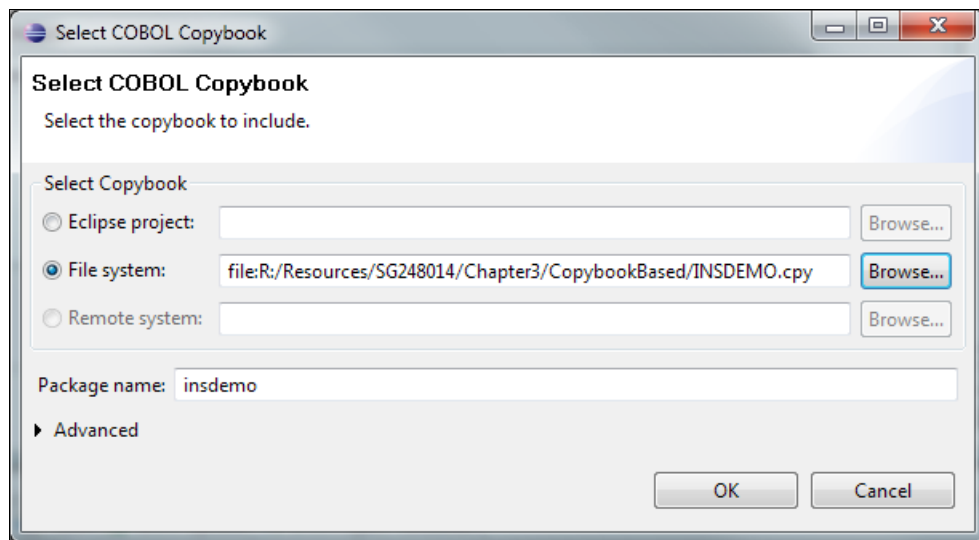 Select COBOL Copybook
Select COBOL Copybook
Select the copybook to include.
Select Copybook
Eclipse project: Browse...
File system: file:R:/Resources/SG248014/Chapter3/CopybookBased/INSDEMO.cpy Browse...
Remote system: Browse...
Package name: insdemo
Advanced
OK Cancel